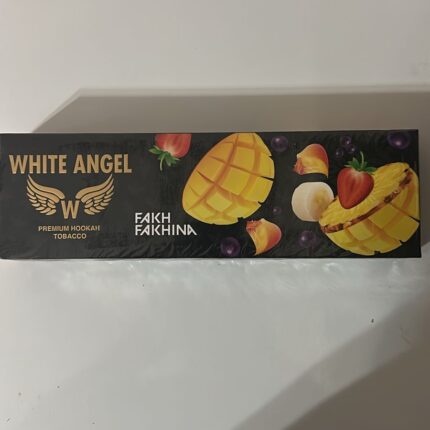 WHITE ANGEL
W
PREMIUM HOOKAH
TOBACCO
FAKH
FAKHINA